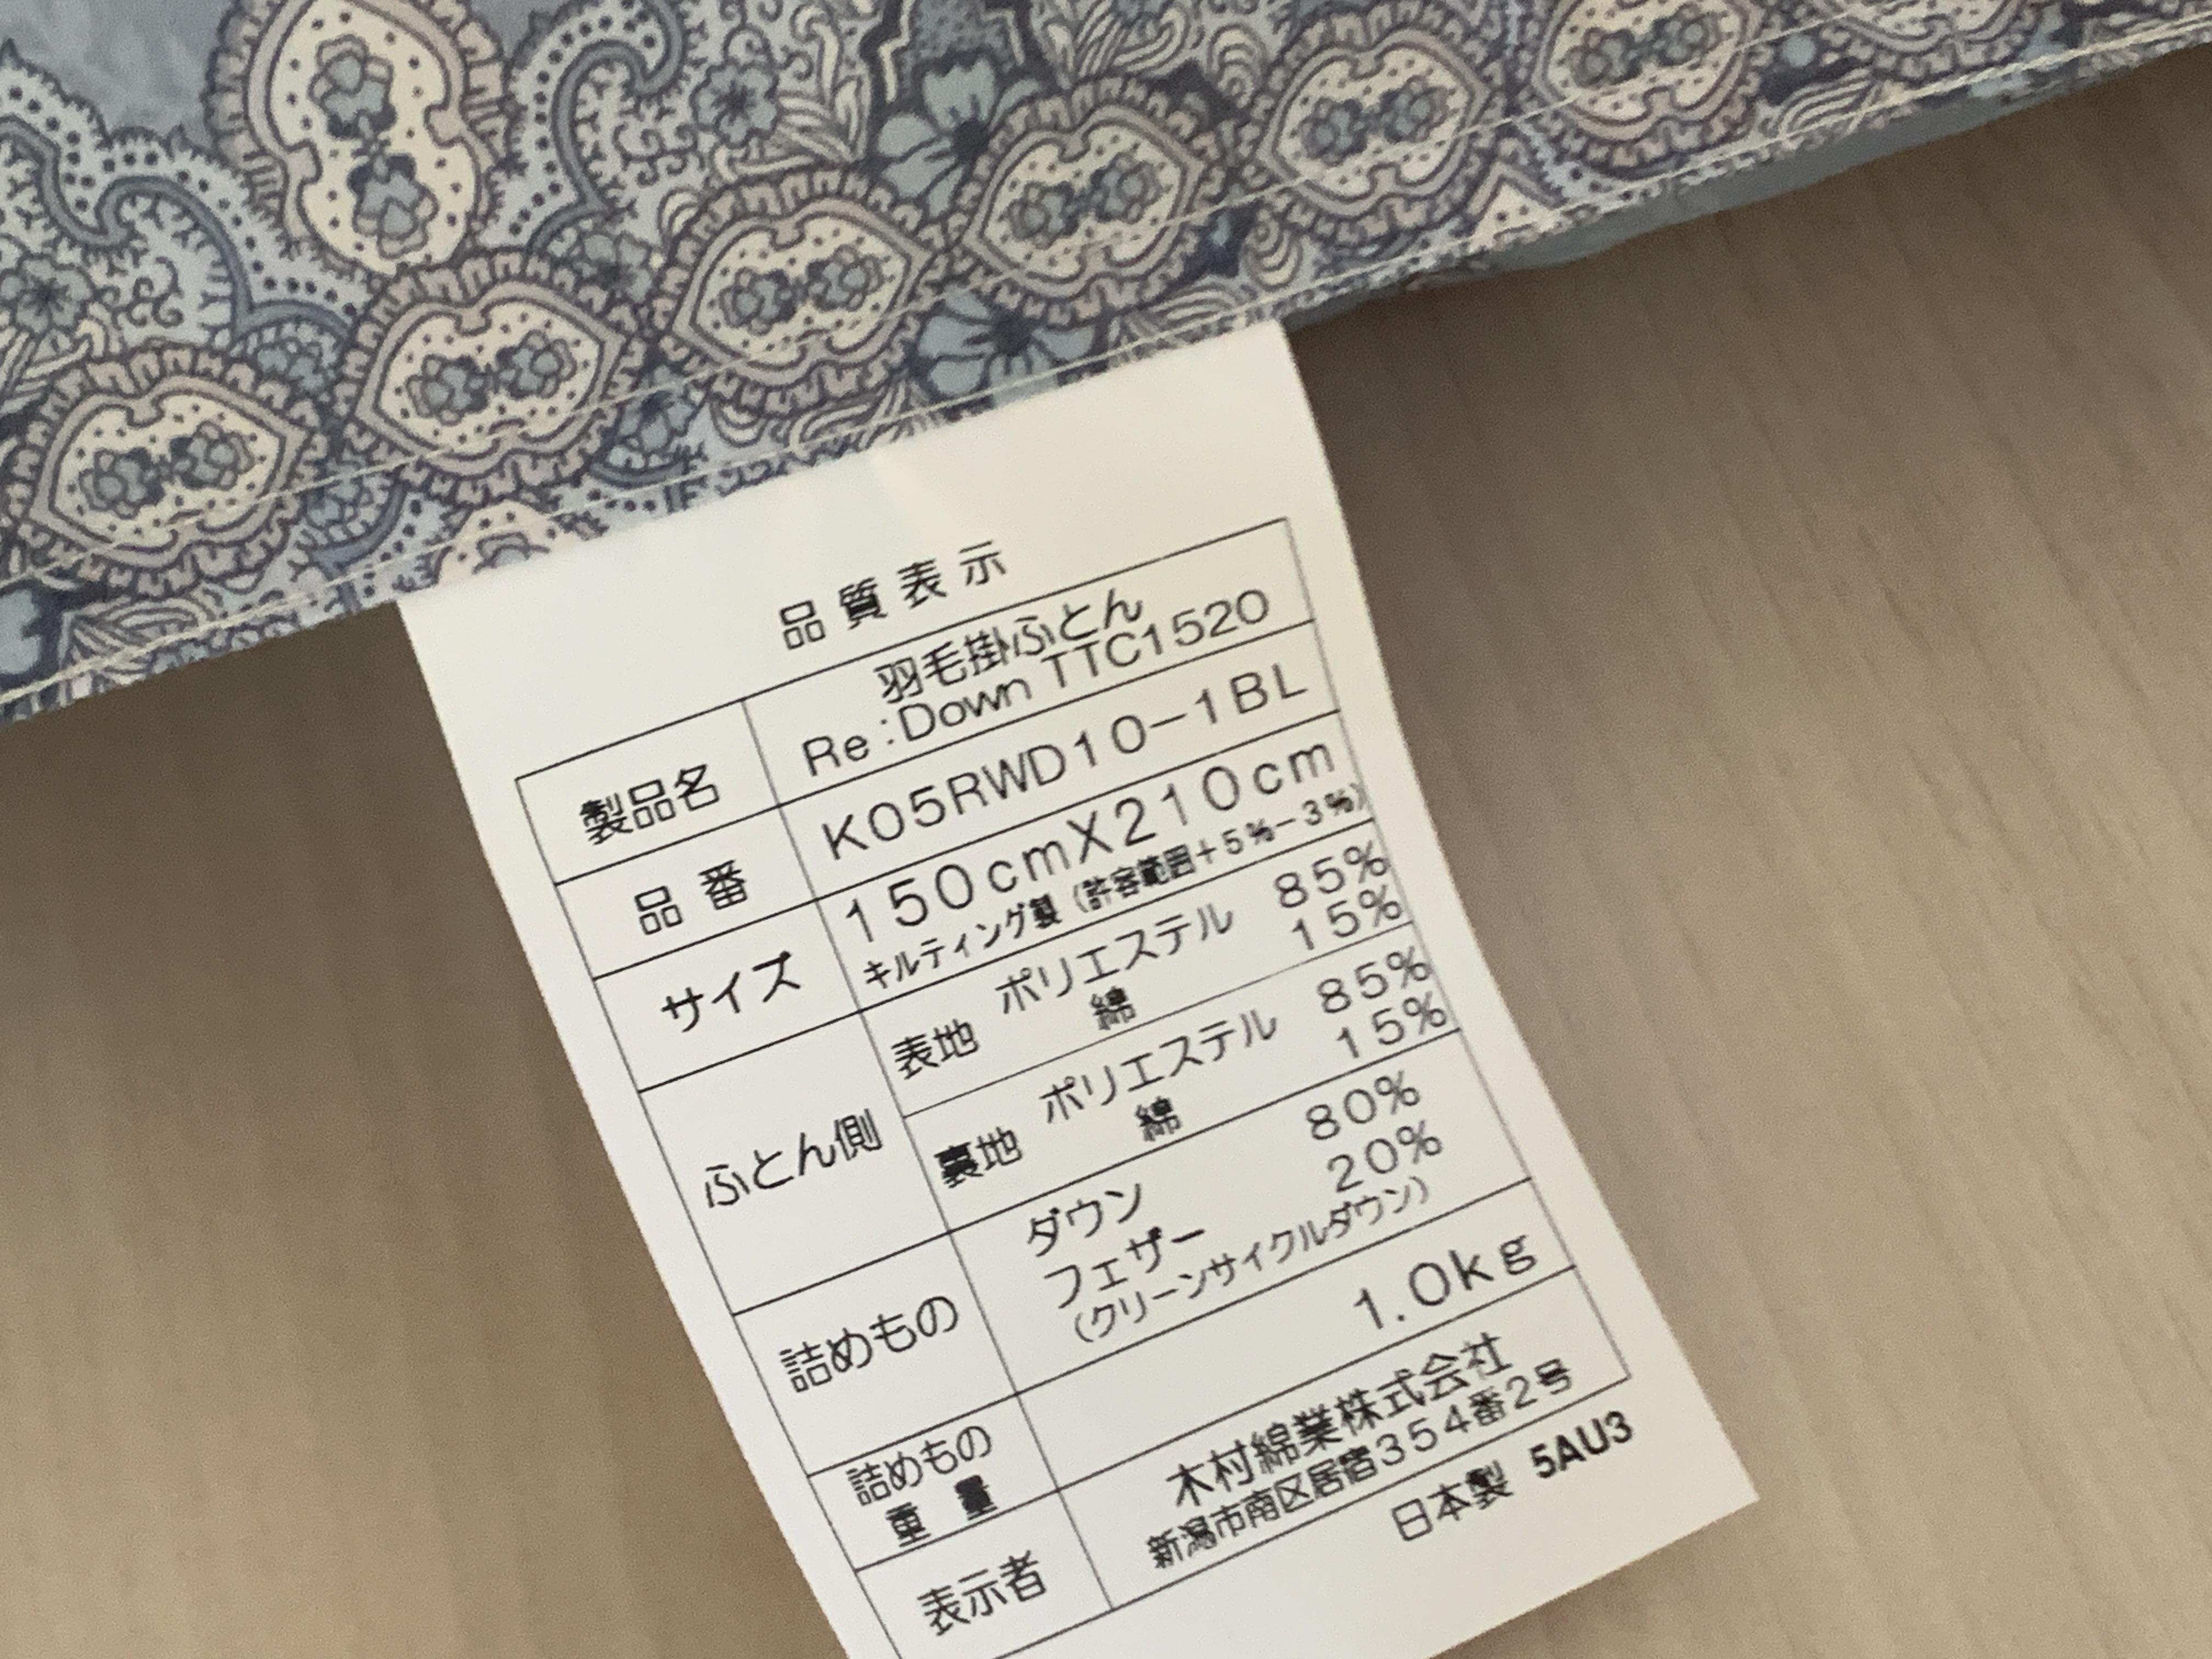 品質表示
製品名 羽毛掛ふとん
Re:Down TTC1520
品番 K05RWD10-1BL
サイズ 150cmX210cm
キルティング製(許容範囲+5%-3%)
ふとん側 表地 ポリエステル 85%
綿 15%
裏地 ポリエステル 85%
綿 15%
詰めもの ダウン 80%
フェザー 20%
(クリーンサイクルダウン)
詰めもの重量 1.0kg
表示者 木村綿業株式会社
新潟市南区居宿354番2号
日本製 5AU3